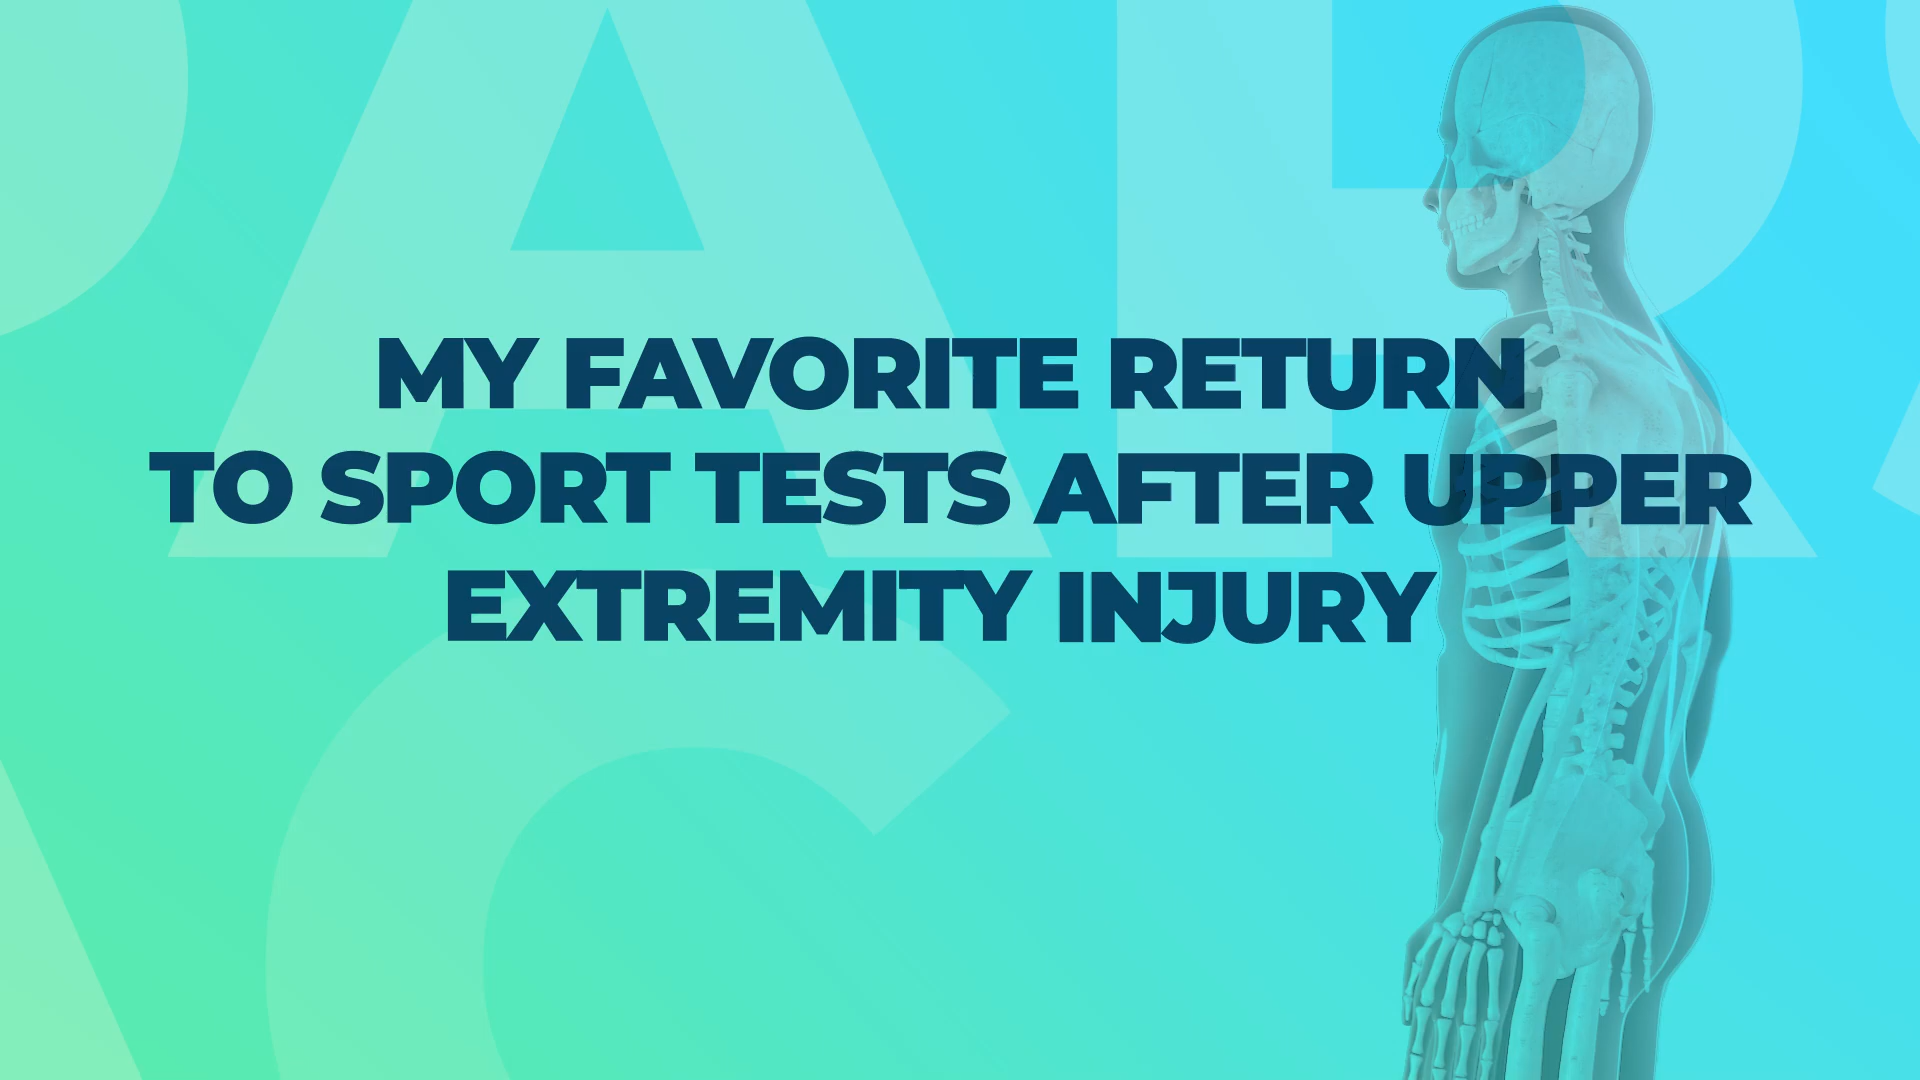 MY FAVORITE RETURN
TO SPORT TESTS AFTER UPPER
EXTREMITY INJURY